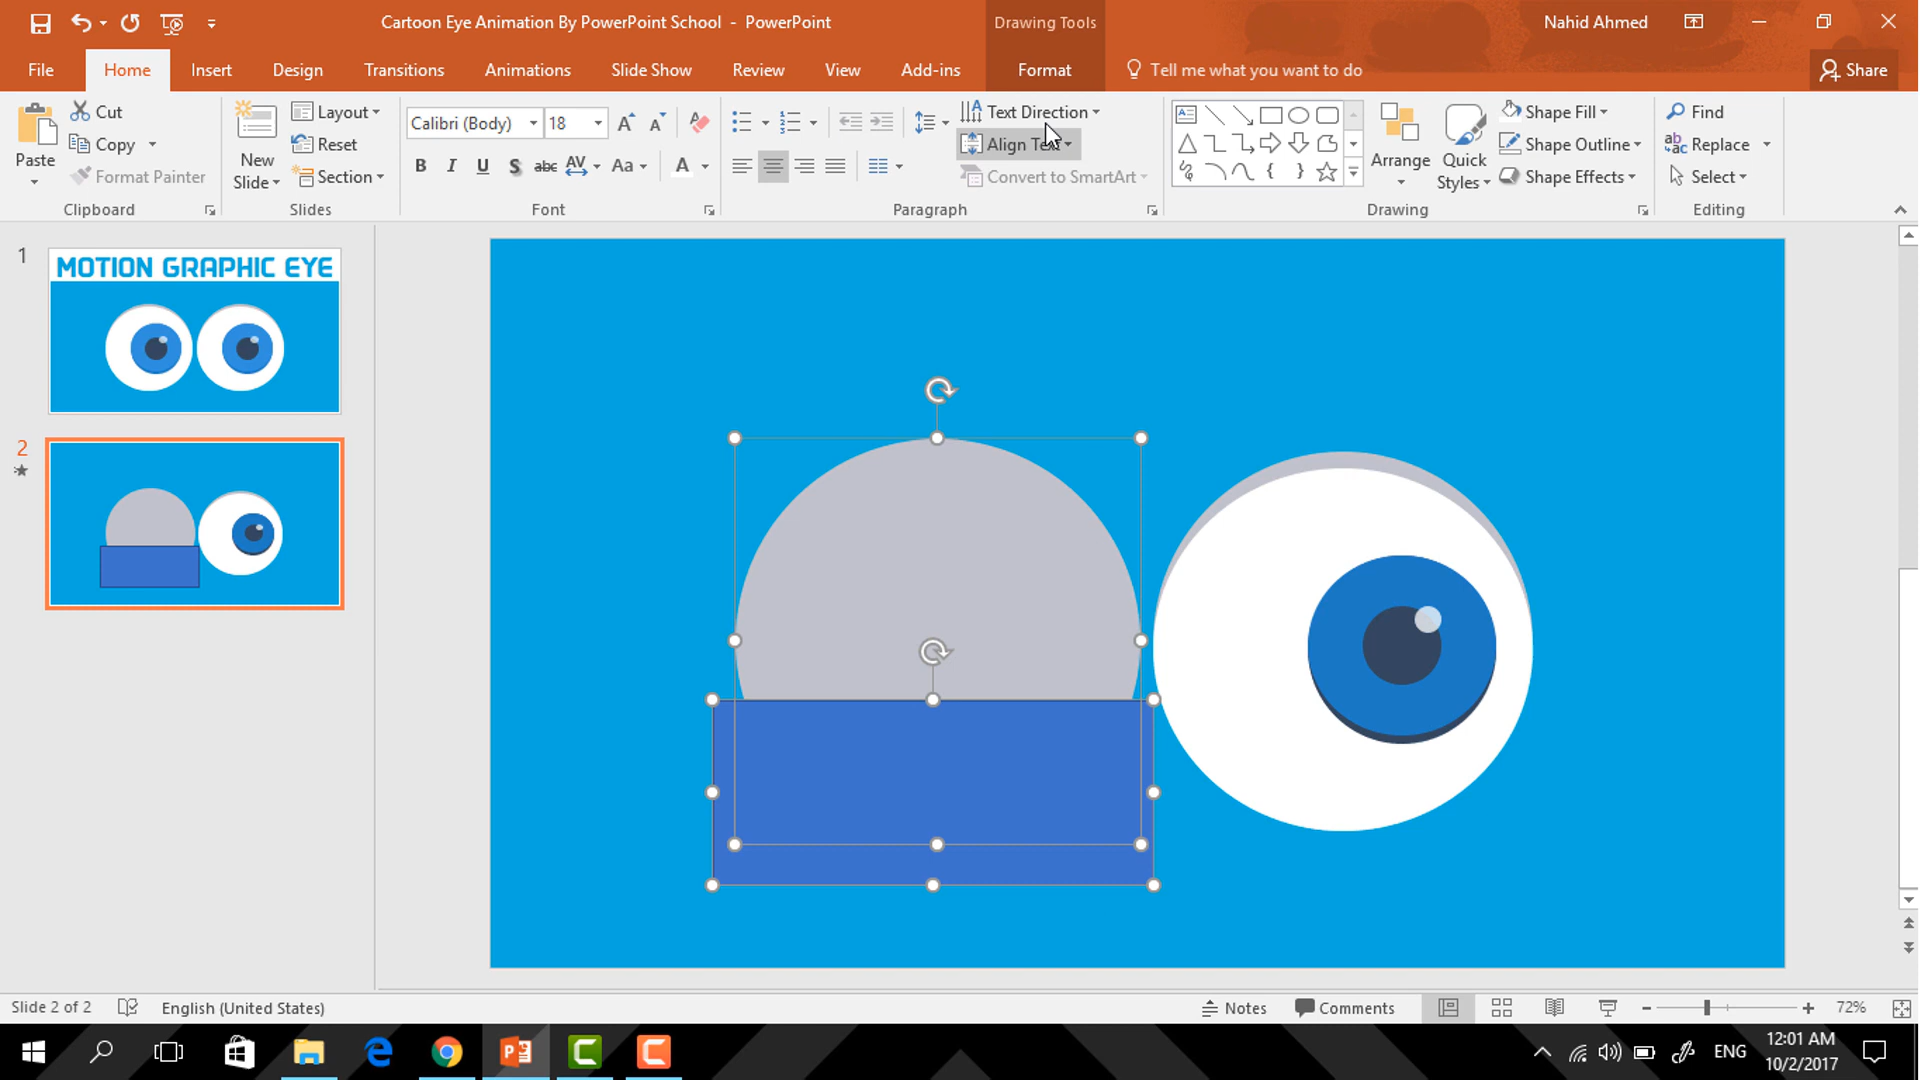 Cartoon Eye Animation By PowerPoint School - PowerPoint
Drawing Tools
Nahid Ahmed
File
Home
Insert
Design
Transitions
Animations
Slide Show
Review
View
Add-ins
Format
Tell me what you want to do
Share
Paste
Cut
Copy
Format Painter
Clipboard
New
Slide
Layout
Reset
Section
Slides
Calibri (Body)
18
B I U S abc AV Aa A
Font
Text Direction
Align Text
Convert to SmartArt
Paragraph
Arrange
Quick
Styles
Shape Fill
Shape Outline
Shape Effects
Drawing
Find
Replace
Select
Editing
1
MOTION GRAPHIC EYE
2
Slide 2 of 2
English (United States)
Notes
Comments
72%
ENG
12:01 AM
10/2/2017